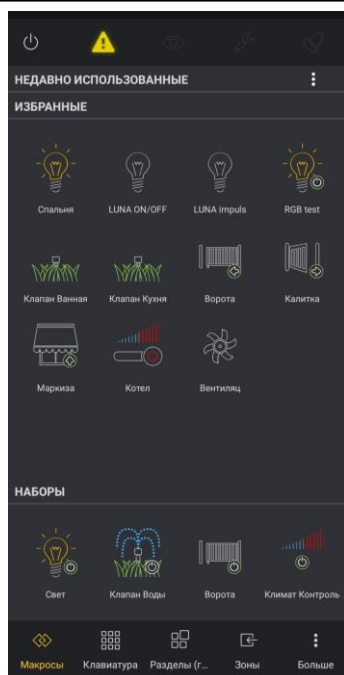 НЕДАВНО ИСПОЛЬЗОВАННЫЕ
ИЗБРАННЫЕ
Спальня LUNA ON/OFF LUNA impuls RGB test
Клапан Ванная Клапан Кухня Ворота Калитка
Маркиза Котел Вентиляц
НАБОРЫ
Свет Клапан Воды Ворота Климат Контроль
Макросы Клавиатура Разделы (г... Зоны Больше